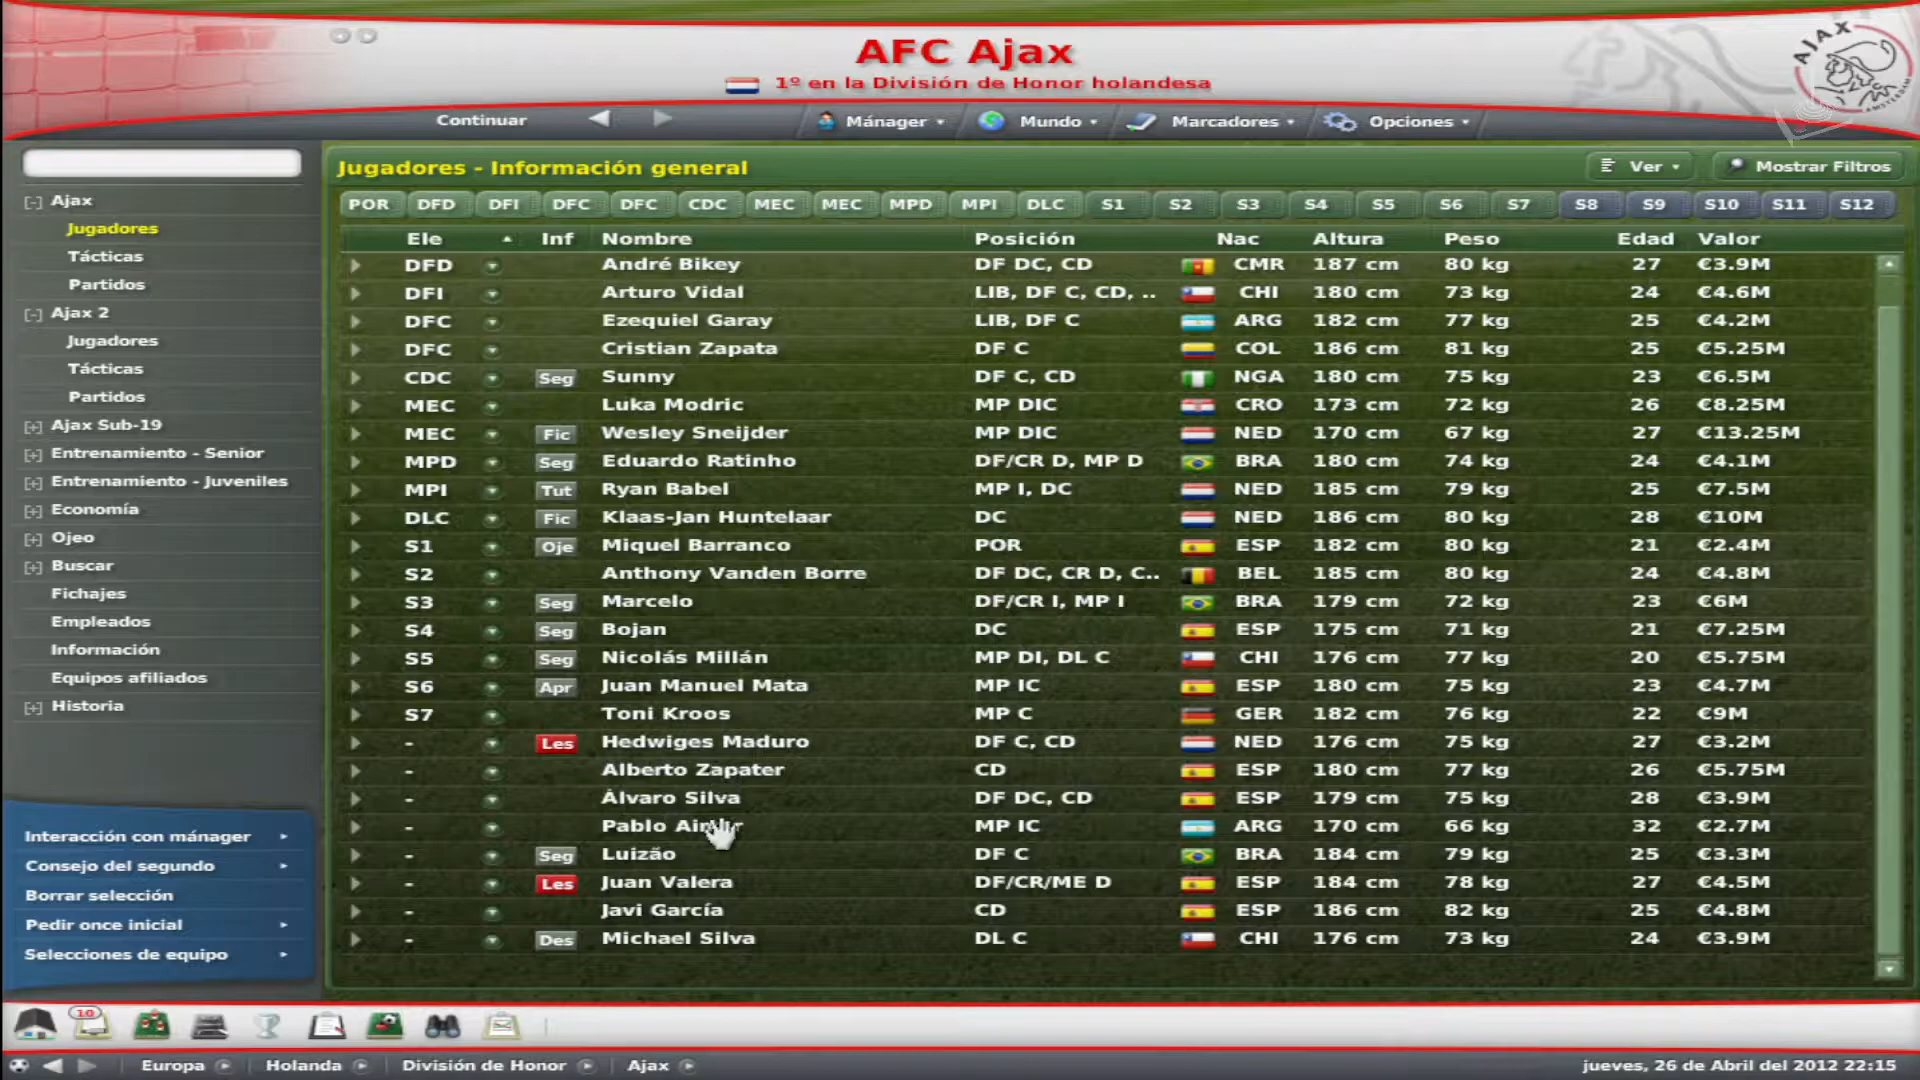 AFC Ajax
1º en la División de Honor holandesa
AJAX
Continuar Mánager Mundo Marcadores Opciones
Jugadores - Información general Ver Mostrar Filtros
[-] Ajax
Jugadores
Tácticas
Partidos
[-] Ajax 2
Jugadores
Tácticas
Partidos
[+] Ajax Sub-19
[+] Entrenamiento - Senior
[+] Entrenamiento - Juveniles
[+] Economía
[+] Ojeo
[+] Buscar
Fichajes
Empleados
Información
Equipos afiliados
[+] Historia
Interacción con mánager
Consejo del segundo
Borrar selección
Pedir once inicial
Selecciones de equipo
POR DFD DFI DFC DFC CDC MEC MEC MPD MPI DLC S1 S2 S3 S4 S5 S6 S7 S8 S9 S10 S11 S12
Ele Inf Nombre Posición Nac Altura Peso Edad Valor
DFD André Bikey DF DC, CD CMR 187 cm 80 kg 27 €3.9M
DFI Arturo Vidal LIB, DF C, CD, .. CHI 180 cm 73 kg 24 €4.6M
DFC Ezequiel Garay LIB, DF C ARG 182 cm 77 kg 25 €4.2M
DFC Cristian Zapata DF C COL 186 cm 81 kg 25 €5.25M
CDC Seg Sunny DF C, CD NGA 180 cm 75 kg 23 €6.5M
MEC Luka Modric MP DIC CRO 173 cm 72 kg 26 €8.25M
MEC Fic Wesley Sneijder MP DIC NED 170 cm 67 kg 27 €13.25M
MPD Seg Eduardo Ratinho DF/CR D, MP D BRA 180 cm 74 kg 24 €4.1M
MPI Tut Ryan Babel MP I, DC NED 185 cm 79 kg 25 €7.5M
DLC Fic Klaas-Jan Huntelaar DC NED 186 cm 80 kg 28 €10M
S1 Oje Miquel Barranco POR ESP 182 cm 80 kg 21 €2.4M
S2 Anthony Vanden Borre DF DC, CR D, C.. BEL 185 cm 80 kg 24 €4.8M
S3 Seg Marcelo DF/CR I, MP I BRA 179 cm 72 kg 23 €6M
S4 Seg Bojan DC ESP 175 cm 71 kg 21 €7.25M
S5 Seg Nicolás Millán MP DI, DL C CHI 176 cm 77 kg 20 €5.75M
S6 Apr Juan Manuel Mata MP IC ESP 180 cm 75 kg 23 €4.7M
S7 Toni Kroos MP C GER 182 cm 76 kg 22 €9M
- Les Hedwiges Maduro DF C, CD NED 176 cm 75 kg 27 €3.2M
- Alberto Zapater CD ESP 180 cm 77 kg 26 €5.75M
- Álvaro Silva DF DC, CD ESP 179 cm 75 kg 28 €3.9M
- Pablo MP IC ARG 170 cm 66 kg 32 €2.7M
- Seg Luizão DF C BRA 184 cm 79 kg 25 €3.3M
- Les Juan Valera DF/CR/ME D ESP 184 cm 78 kg 27 €4.5M
- Javi García CD ESP 186 cm 82 kg 25 €4.8M
- Des Michael Silva DL C CHI 176 cm 73 kg 24 €3.9M
10
Europa Holanda División de Honor Ajax jueves, 26 de Abril del 2012 22:15